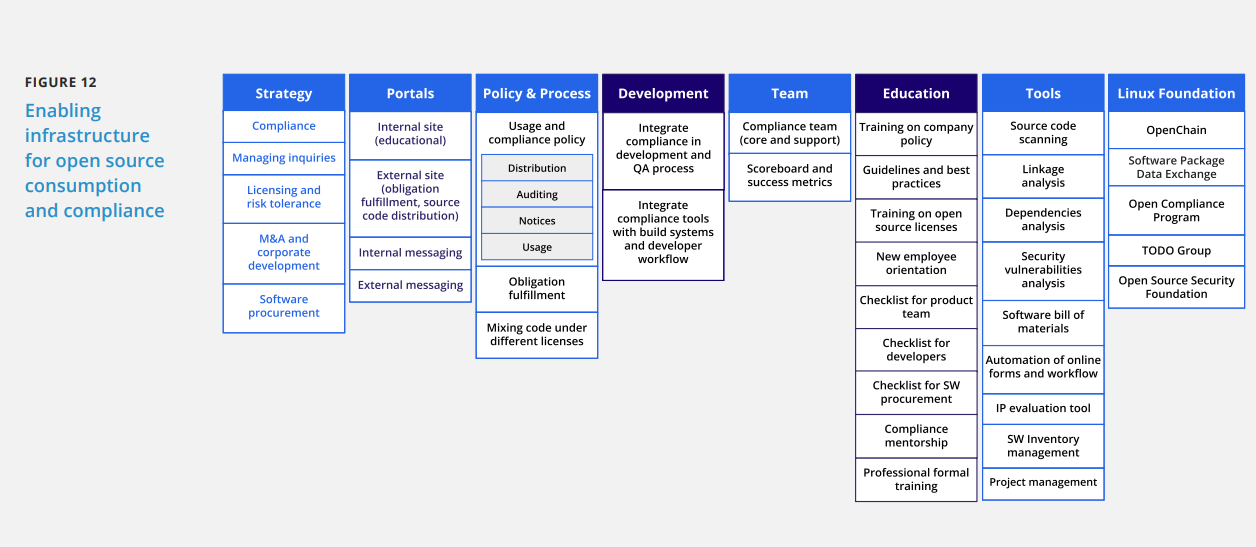 FIGURE 12
Enabling
infrastructure
for open source
consumption
and compliance
Strategy
Compliance
Managing inquiries
Licensing and
risk tolerance
M&A and
corporate
development
Software
procurement
Portals
Internal site
(educational)
External site
(obligation
fulfillment, source
code distribution)
Internal messaging
External messaging
Policy & Process
Usage and
compliance policy
Distribution
Auditing
Notices
Usage
Obligation
fulfillment
Mixing code under
different licenses
Development
Integrate
compliance in
development and
QA process
Integrate
compliance tools
with build systems
and developer
workflow
Team
Compliance team
(core and support)
Scoreboard and
success metrics
Education
Training on company
policy
Guidelines and best
practices
Training on open
source licenses
New employee
orientation
Checklist for product
team
Checklist for
developers
Checklist for SW
procurement
Compliance
mentorship
Professional formal
training
Tools
Source code
scanning
Linkage
analysis
Dependencies
analysis
Security
vulnerabilities
analysis
Software bill of
materials
Automation of online
forms and workflow
IP evaluation tool
SW Inventory
management
Project management
Linux Foundation
OpenChain
Software Package
Data Exchange
Open Compliance
Program
TODO Group
Open Source Security
Foundation